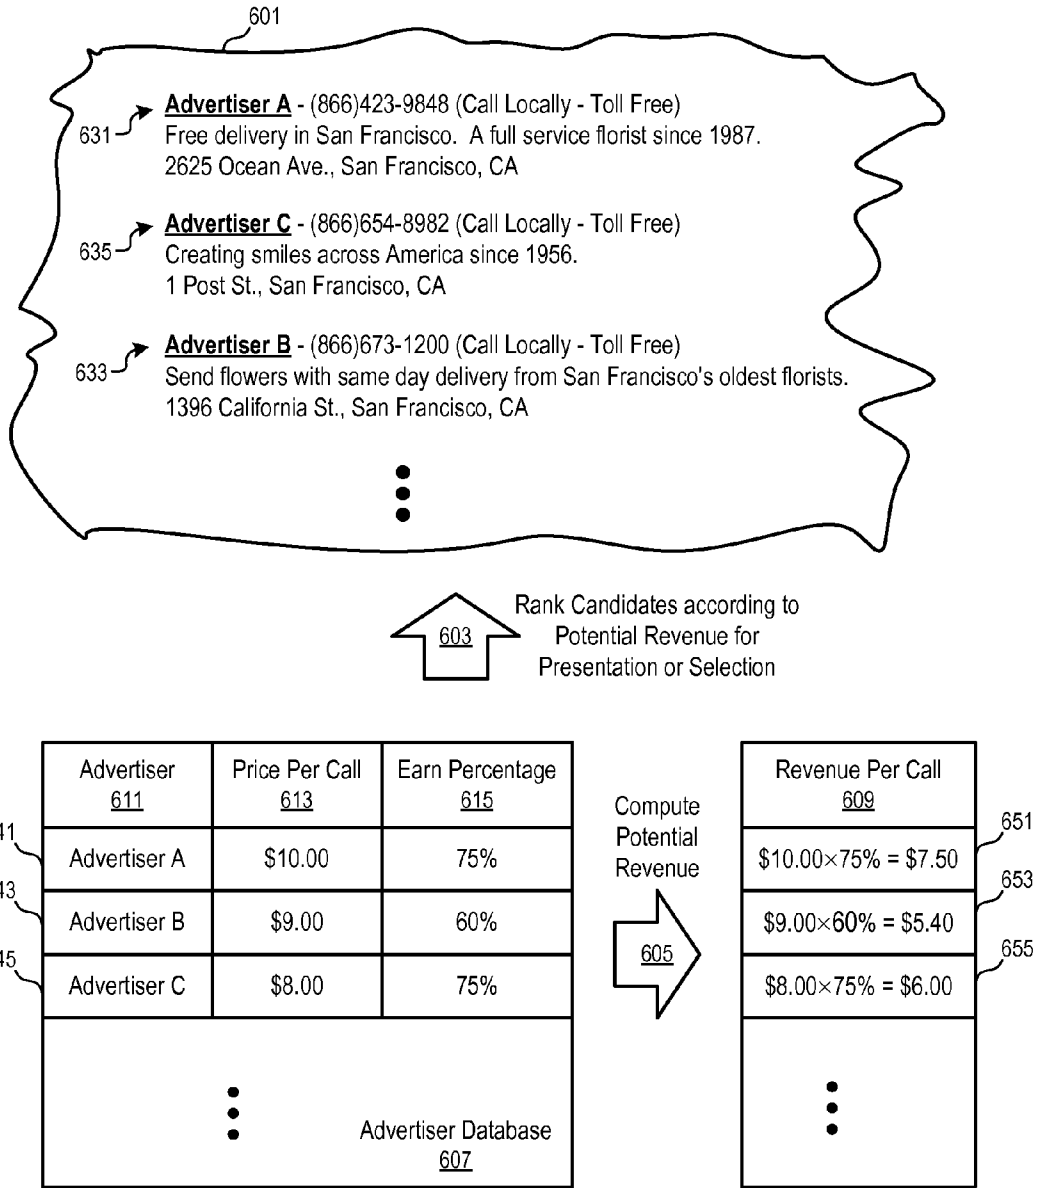 601
631
Advertiser A - (866)423-9848 (Call Locally - Toll Free)
Free delivery in San Francisco. A full service florist since 1987.
2625 Ocean Ave., San Francisco, CA
635
Advertiser C - (866)654-8982 (Call Locally - Toll Free)
Creating smiles across America since 1956.
1 Post St., San Francisco, CA
633
Advertiser B - (866)673-1200 (Call Locally - Toll Free)
Send flowers with same day delivery from San Francisco's oldest florists.
1396 California St., San Francisco, CA
603
Rank Candidates according to
Potential Revenue for
Presentation or Selection
Advertiser
611
Price Per Call
613
Earn Percentage
615
41
Advertiser A
$10.00
75%
43
Advertiser B
$9.00
60%
45
Advertiser C
$8.00
75%
Advertiser Database
607
Compute
Potential
Revenue
605
Revenue Per Call
609
651
$10.00×75% = $7.50
653
$9.00×60% = $5.40
655
$8.00×75% = $6.00